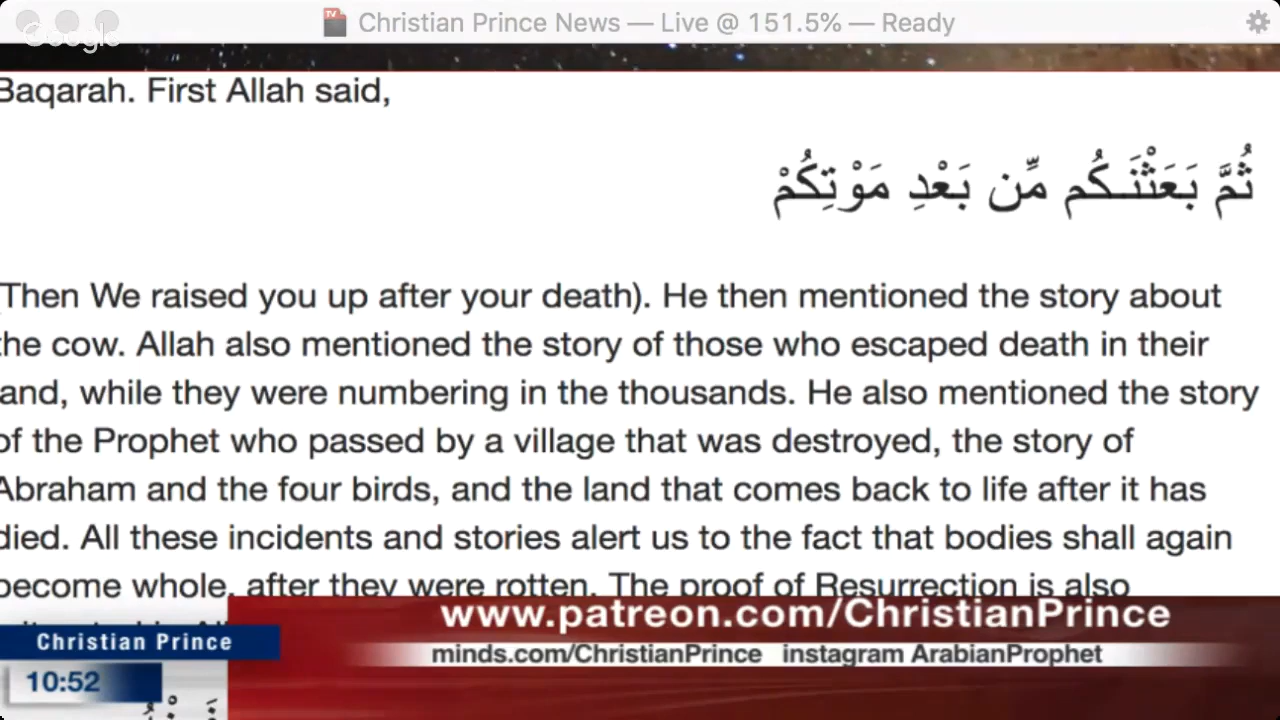 Christian Prince News — Live @ 151.5% — Ready
Google
TV
Baqarah. First Allah said,
ثُمَّ بَعَثْنَـكُم مِّن بَعْدِ مَوْتِكُمْ
(Then We raised you up after your death). He then mentioned the story about
the cow. Allah also mentioned the story of those who escaped death in their
land, while they were numbering in the thousands. He also mentioned the story
of the Prophet who passed by a village that was destroyed, the story of
Abraham and the four birds, and the land that comes back to life after it has
died. All these incidents and stories alert us to the fact that bodies shall again
become whole, after they were rotten. The proof of Resurrection is also
www.patreon.com/ChristianPrince
Christian Prince
minds.com/ChristianPrince instagram ArabianProphet
10:52